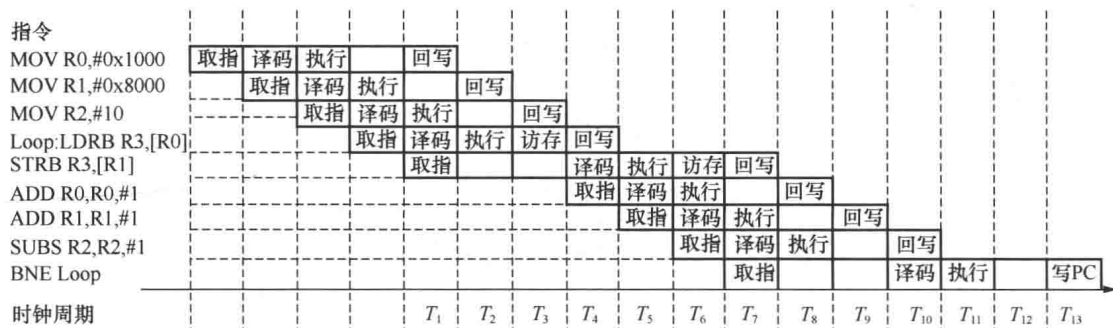 指令
MOV R0,#0x1000 取指 译码 执行 回写
MOV R1,#0x8000 取指 译码 执行 回写
MOV R2,#10 取指 译码 执行 回写
Loop:LDRB R3,[R0] 取指 译码 执行 访存 回写
STRB R3,[R1] 取指 译码 执行 访存 回写
ADD R0,R0,#1 取指 译码 执行 回写
ADD R1,R1,#1 取指 译码 执行 回写
SUBS R2,R2,#1 取指 译码 执行 回写
BNE Loop 取指 译码 执行 写PC
时钟周期 T₁ T₂ T₃ T₄ T₅ T₆ T₇ T₈ T₉ T₁₀ T₁₁ T₁₂ T₁₃